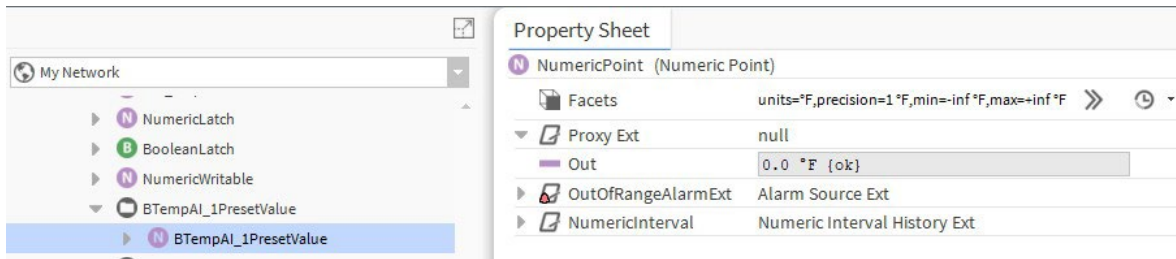 My Network
NumericLatch
BooleanLatch
NumericWritable
BTempAI_1PresetValue
BTempAI_1PresetValue
Property Sheet
N NumericPoint (Numeric Point)
Facets units=°F,precision=1 °F,min=-inf °F,max=+inf °F
Proxy Ext null
Out 0.0 °F {ok}
OutOfRangeAlarmExt Alarm Source Ext
NumericInterval Numeric Interval History Ext